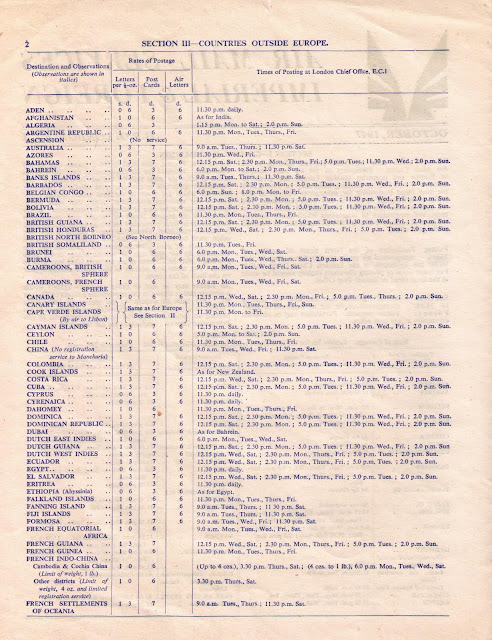 2
SECTION III—COUNTRIES OUTSIDE EUROPE.
Destination and Observations
(Observations are shown in italics)
Rates of Postage
Letters per ½-oz.
Post Cards
Air Letters
Times of Posting at London Chief Office, E.C.1
s. d. d. d.
ADEN .. 0 6 3 6 11.30 p.m. daily.
AFGHANISTAN .. 1 0 6 6 As for India.
ALGERIA .. 0 6 3 1.15 p.m. Mon. to Sat.; 2.0 p.m. Sun.
ARGENTINE REPUBLIC .. 1 0 6 6 11.30 p.m. Mon., Tues., Thurs., Fri.
ASCENSION .. (No service)
AUSTRALIA .. 1 3 7 6 9.0 a.m. Tues., Thurs.; 11.30 p.m. Sat.
AZORES .. 0 6 3 11.30 p.m. Wed., Fri.
BAHAMAS .. 1 3 7 6 12.15 p.m. Sat.; 2.30 p.m. Mon., Thurs., Fri.; 5.0 p.m. Tues.; 11.30 p.m. Wed.; 2.0 p.m. Sun.
BAHREIN .. 0 6 3 6 6.0 p.m. Mon. to Sat.; 2.0 p.m. Sun.
BANKS ISLANDS .. 1 3 7 6 9.0 a.m. Tues., Thurs.; 11.30 p.m. Sat.
BARBADOS .. 1 3 7 6 12.15 p.m. Sat.; 2.30 p.m. Mon.; 5.0 p.m. Tues.; 11.30 p.m. Wed., Fri.; 2.0 p.m. Sun.
BELGIAN CONGO .. 1 0 6 6 6.0 p.m. Sun.; 8.0 p.m. Mon. to Fri.
BERMUDA .. 1 3 7 6 12.15 p.m. Sat.; 2.30 p.m. Mon.; 5.0 p.m. Tues.; 11.30 p.m. Wed., Fri.; 2.0 p.m. Sun.
BOLIVIA .. 1 3 7 6 12.15 p.m. Sat.; 2.30 p.m. Mon.; 5.0 p.m. Tues.; 11.30 p.m. Wed., Fri.; 2.0 p.m. Sun.
BRAZIL .. 1 0 6 6 11.30 p.m. Mon., Tues., Thurs., Fri.
BRITISH GUIANA .. 1 3 7 6 12.15 p.m. Sat.; 2.30 p.m. Mon.; 5.0 p.m. Tues.; 11.30 p.m. Wed., Fri.; 2.0 p.m. Sun.
BRITISH HONDURAS .. 1 3 7 6 12.15 p.m. Wed., Sat.; 2.30 p.m. Mon., Thurs., Fri.; 5.0 p.m. Tues.; 2.0 p.m. Sun.
BRITISH NORTH BORNEO (See North Borneo)
BRITISH SOMALILAND .. 0 6 3 6 11.30 p.m. Tues., Fri.
BRUNEI .. 1 0 6 6 6.0 p.m. Mon., Tues., Wed., Sat.
BURMA .. 1 0 6 6 6.0 p.m. Mon., Tues., Wed., Thurs., Sat.; 2.0 p.m. Sun.
CAMEROONS, BRITISH SPHERE 1 0 6 6 9.0 a.m. Mon., Tues., Wed., Fri., Sat.
CAMEROONS, FRENCH SPHERE 1 0 6 9.0 a.m. Mon., Tues., Wed., Fri., Sat.
CANADA .. 1 0 6 6 12.15 p.m. Wed., Sat.; 2.30 p.m. Mon., Fri.; 5.0 p.m. Tues., Thurs.; 2.0 p.m. Sun.
CANARY ISLANDS .. Same as for Europe 11.30 p.m. Mon., Tues., Thurs., Fri., Sun.
CAPE VERDE ISLANDS See Section II 11.30 p.m. Mon. to Fri.
(By air to Lisbon)
CAYMAN ISLANDS .. 1 3 7 6 12.15 p.m. Sat.; 2.30 p.m. Mon.; 5.0 p.m. Tues.; 11.30 p.m. Wed., Fri.; 2.0 p.m. Sun.
CEYLON .. 1 0 6 6 5.0 p.m. Mon. to Sat.; 2.0 p.m. Sun.
CHILE .. 1 0 6 11.30 p.m. Mon., Tues., Thurs., Fri.
CHINA (No registration service to Manchuria) 1 3 7 6 9.0 a.m. Tues., Wed., Fri.; 11.30 p.m. Sat.
COLOMBIA .. 1 3 7 6 12.15 p.m. Sat.; 2.30 p.m. Mon.; 5.0 p.m. Tues.; 11.30 p.m. Wed., Fri.; 2.0 p.m. Sun.
COOK ISLANDS .. 1 3 7 6 As for New Zealand.
COSTA RICA .. 1 3 7 6 12.15 p.m. Wed., Sat.; 2.30 p.m. Mon., Thurs., Fri.; 5.0 p.m. Tues.; 2.0 p.m. Sun.
CUBA .. 1 3 7 6 12.15 p.m. Sat.; 2.30 p.m. Mon.; 5.0 p.m. Tues.; 11.30 p.m. Wed., Fri.; 2.0 p.m. Sun.
CYPRUS .. 0 6 3 6 11.30 p.m. daily.
CYRENAICA .. 0 6 3 6 11.30 p.m. daily.
DAHOMEY .. 1 0 6 11.30 p.m. Mon., Tues., Thurs., Fri.
DOMINICA .. 1 3 7 6 12.15 p.m. Sat.; 2.30 p.m. Mon.; 5.0 p.m. Tues.; 11.30 p.m. Wed., Fri.; 2.0 p.m. Sun.
DOMINICAN REPUBLIC .. 1 3 7 6 12.15 p.m. Sat.; 2.30 p.m. Mon.; 5.0 p.m. Tues.; 11.30 p.m. Wed., Fri.; 2.0 p.m. Sun.
DUBAI .. 0 6 3 6 As for Bahrein.
DUTCH EAST INDIES .. 1 0 6 6 6.0 p.m. Mon., Tues., Wed., Sat.
DUTCH GUIANA .. 1 3 7 6 12.15 p.m. Sat.; 2.30 p.m. Mon.; 5.0 p.m. Tues.; 11.30 p.m. Wed., Fri.; 2.0 p.m. Sun
DUTCH WEST INDIES .. 1 3 7 6 12.15 p.m. Wed., Sat.; 2.30 p.m. Mon., Thurs., Fri.; 5.0 p.m. Tues.; 2.0 p.m. Sun.
ECUADOR .. 1 3 7 6 12.15 p.m. Sat.; 2.30 p.m. Mon.; 5.0 p.m. Tues.; 11.30 p.m. Wed., Fri.; 2.0 p.m. Sun.
EGYPT .. 0 6 3 6 11.30 p.m. daily.
EL SALVADOR .. 1 3 7 6 12.15 p.m. Wed., Sat.; 2.30 p.m. Mon., Thurs., Fri.; 5.0 p.m. Tues.; 2.0 p.m. Sun.
ERITREA .. 0 6 3 6 11.30 p.m. daily.
ETHIOPIA (Abyssinia) .. 0 6 3 6 As for Egypt.
FALKLAND ISLANDS .. 1 0 6 6 11.30 p.m. Mon., Tues., Thurs., Fri.
FANNING ISLAND .. 1 3 7 6 9.0 a.m. Tues., Thurs.; 11.30 p.m. Sat.
FIJI ISLANDS .. 1 3 7 6 9.0 a.m. Tues., Thurs.; 11.30 p.m. Sat.
FORMOSA .. 1 3 7 6 9.0 a.m. Tues., Wed., Fri.; 11.30 p.m. Sat.
FRENCH EQUATORIAL AFRICA 1 0 6 9.0 a.m. Mon., Tues., Wed., Fri., Sat.
FRENCH GUIANA .. 1 3 7 12.15 p.m. Wed., Sat.; 2.30 p.m. Mon., Thurs., Fri.; 5.0 p.m. Tues.; 2.0 p.m. Sun.
FRENCH GUINEA .. 1 0 6 11.30 p.m. Mon., Tues., Thurs., Fri.
FRENCH INDO-CHINA
Cambodia & Cochin China (Limit of weight, 1 lb.) 1 0 6 (Up to 4 ozs.), 3.30 p.m. Thurs., Sat.; (4 ozs. to 1 lb.), 6.0 p.m. Mon., Tues., Wed., Sat.
Other districts (Limit of weight, 4 oz. and limited registration service) 1 0 6 3.30 p.m. Thurs., Sat.
FRENCH SETTLEMENTS OF OCEANIA 1 3 7 9.0 a.m. Tues., Thurs.; 11.30 p.m. Sat.